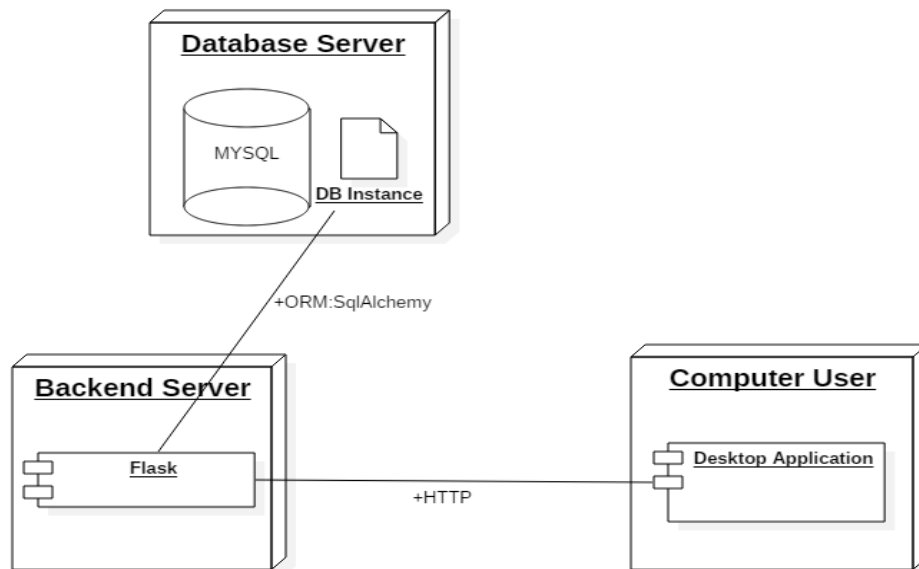 Database Server
MYSQL
DB Instance
+ORM:SqlAlchemy
Backend Server
Computer User
Flask
Desktop Application
+HTTP